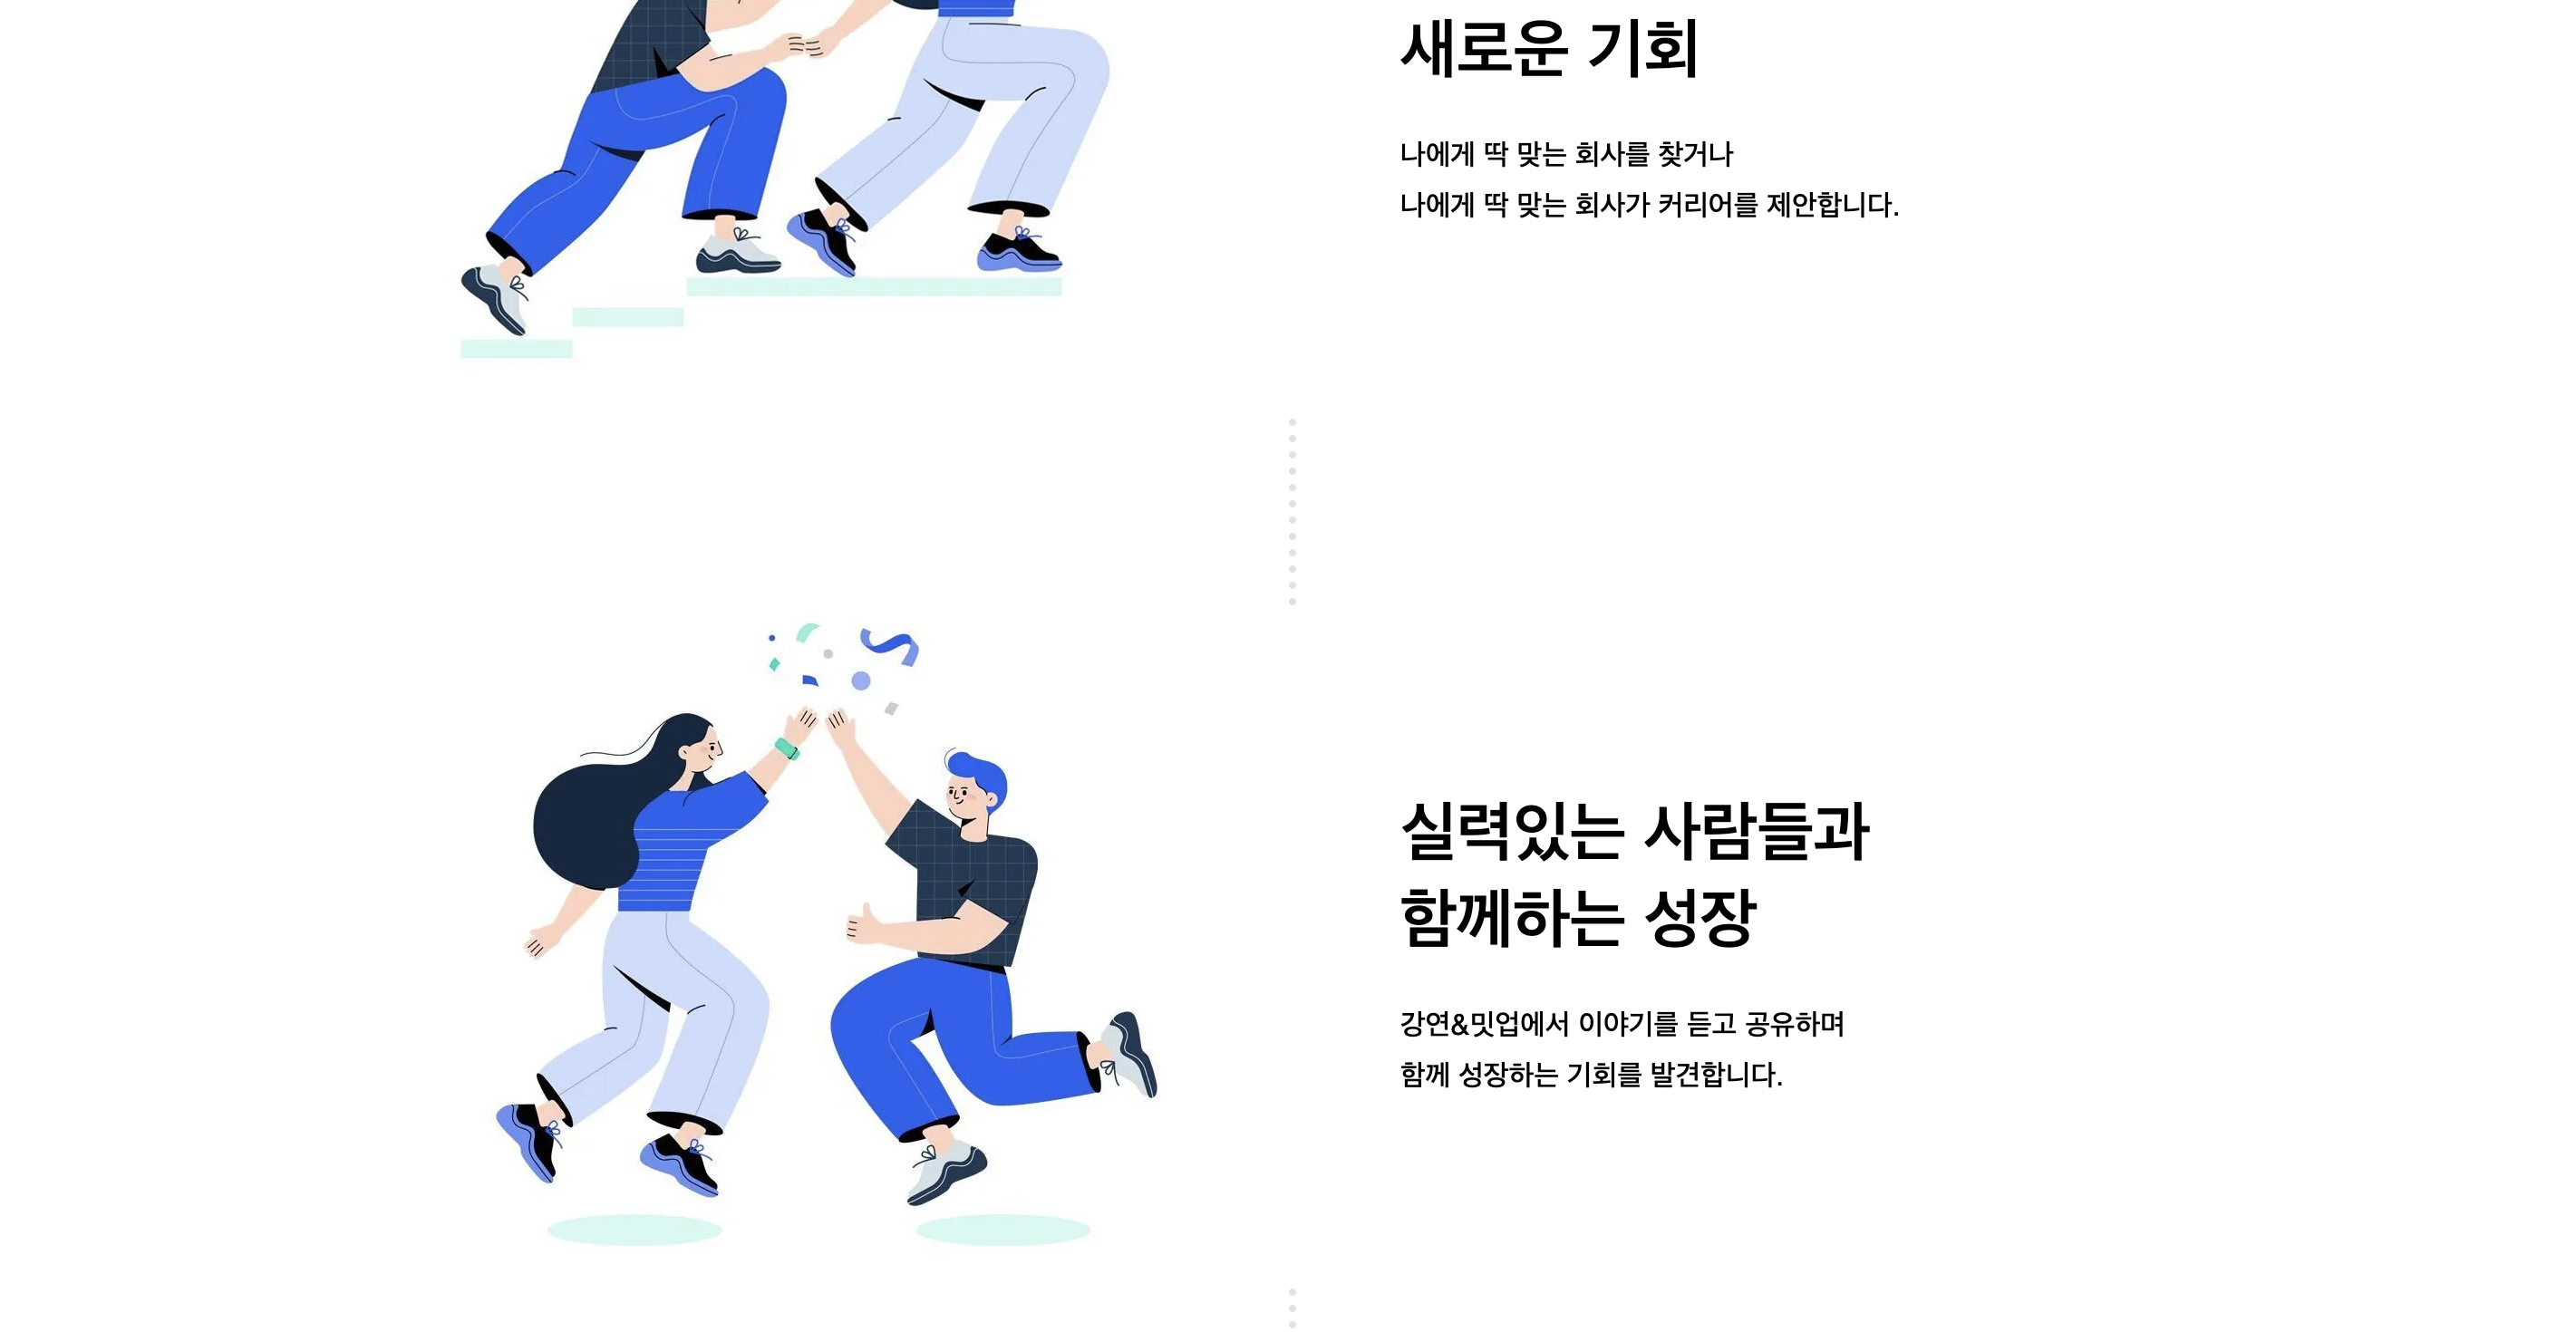 새로운 기회
나에게 딱 맞는 회사를 찾거나
나에게 딱 맞는 회사가 커리어를 제안합니다.
실력있는 사람들과
함께하는 성장
강연&밋업에서 이야기를 듣고 공유하며
함께 성장하는 기회를 발견합니다.